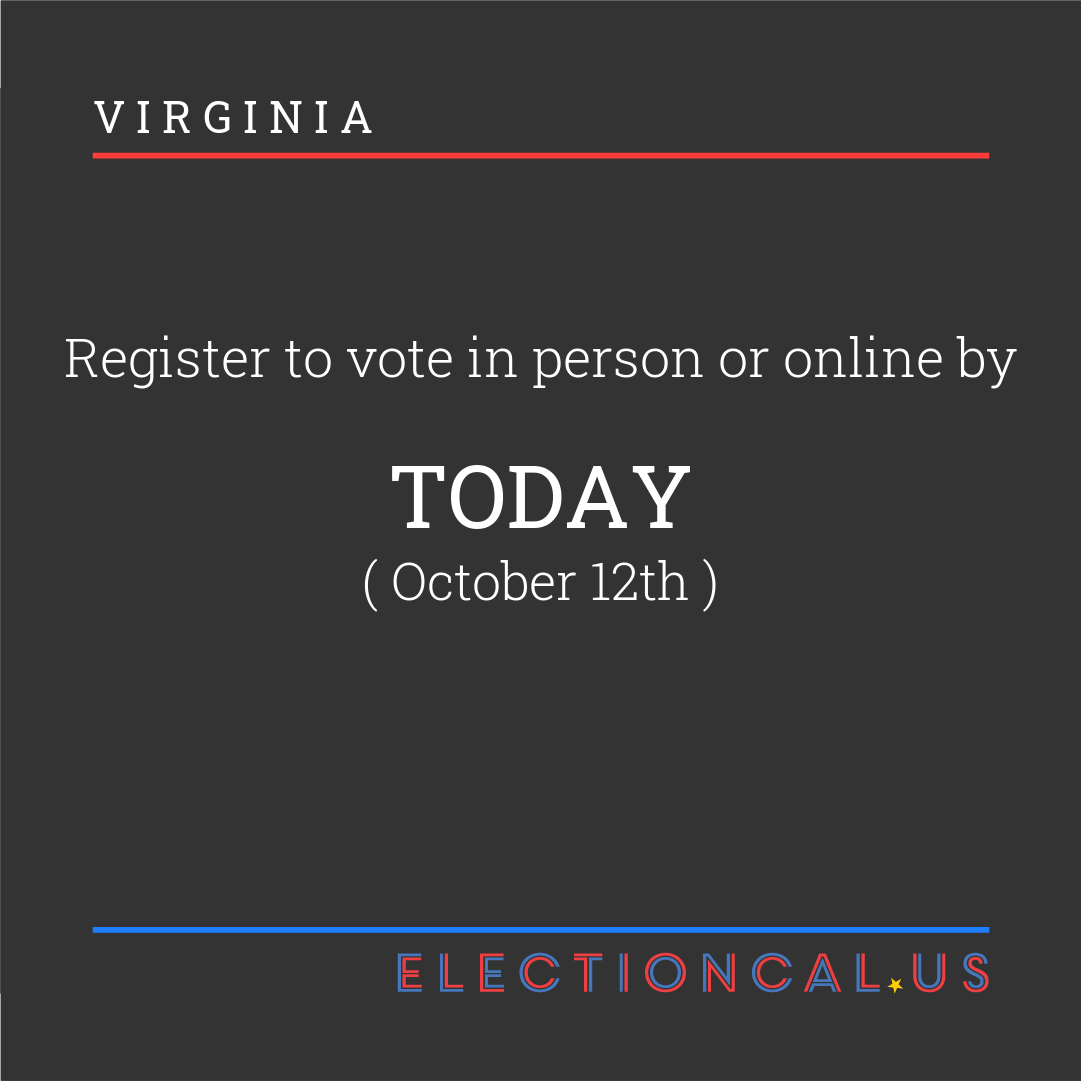 VIRGINIA
Register to vote in person or online by
TODAY
( October 12th )
ELECTIONCAL.US